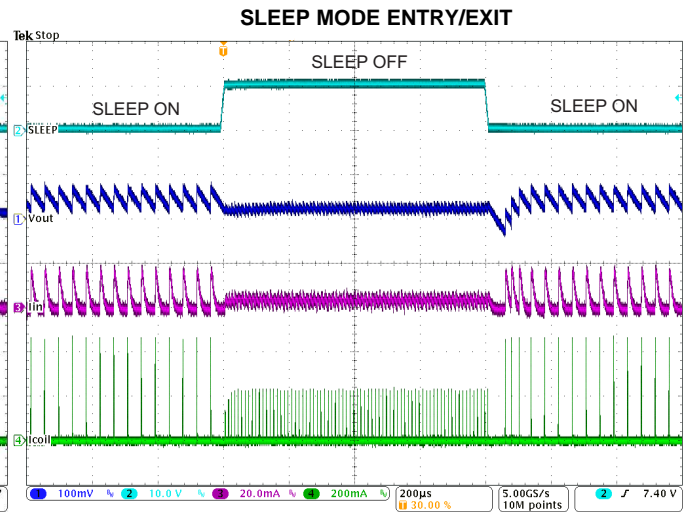 SLEEP MODE ENTRY/EXIT
Tek Stop
T
SLEEP OFF
SLEEP ON
SLEEP ON
2 SLEEP
1 Vout
3 Iin
4 Icoil
1 100mV 2 10.0 V 3 20.0mA 4 200mA 200µs 5.00GS/s 2 7.40 V
T 30.00 % 10M points